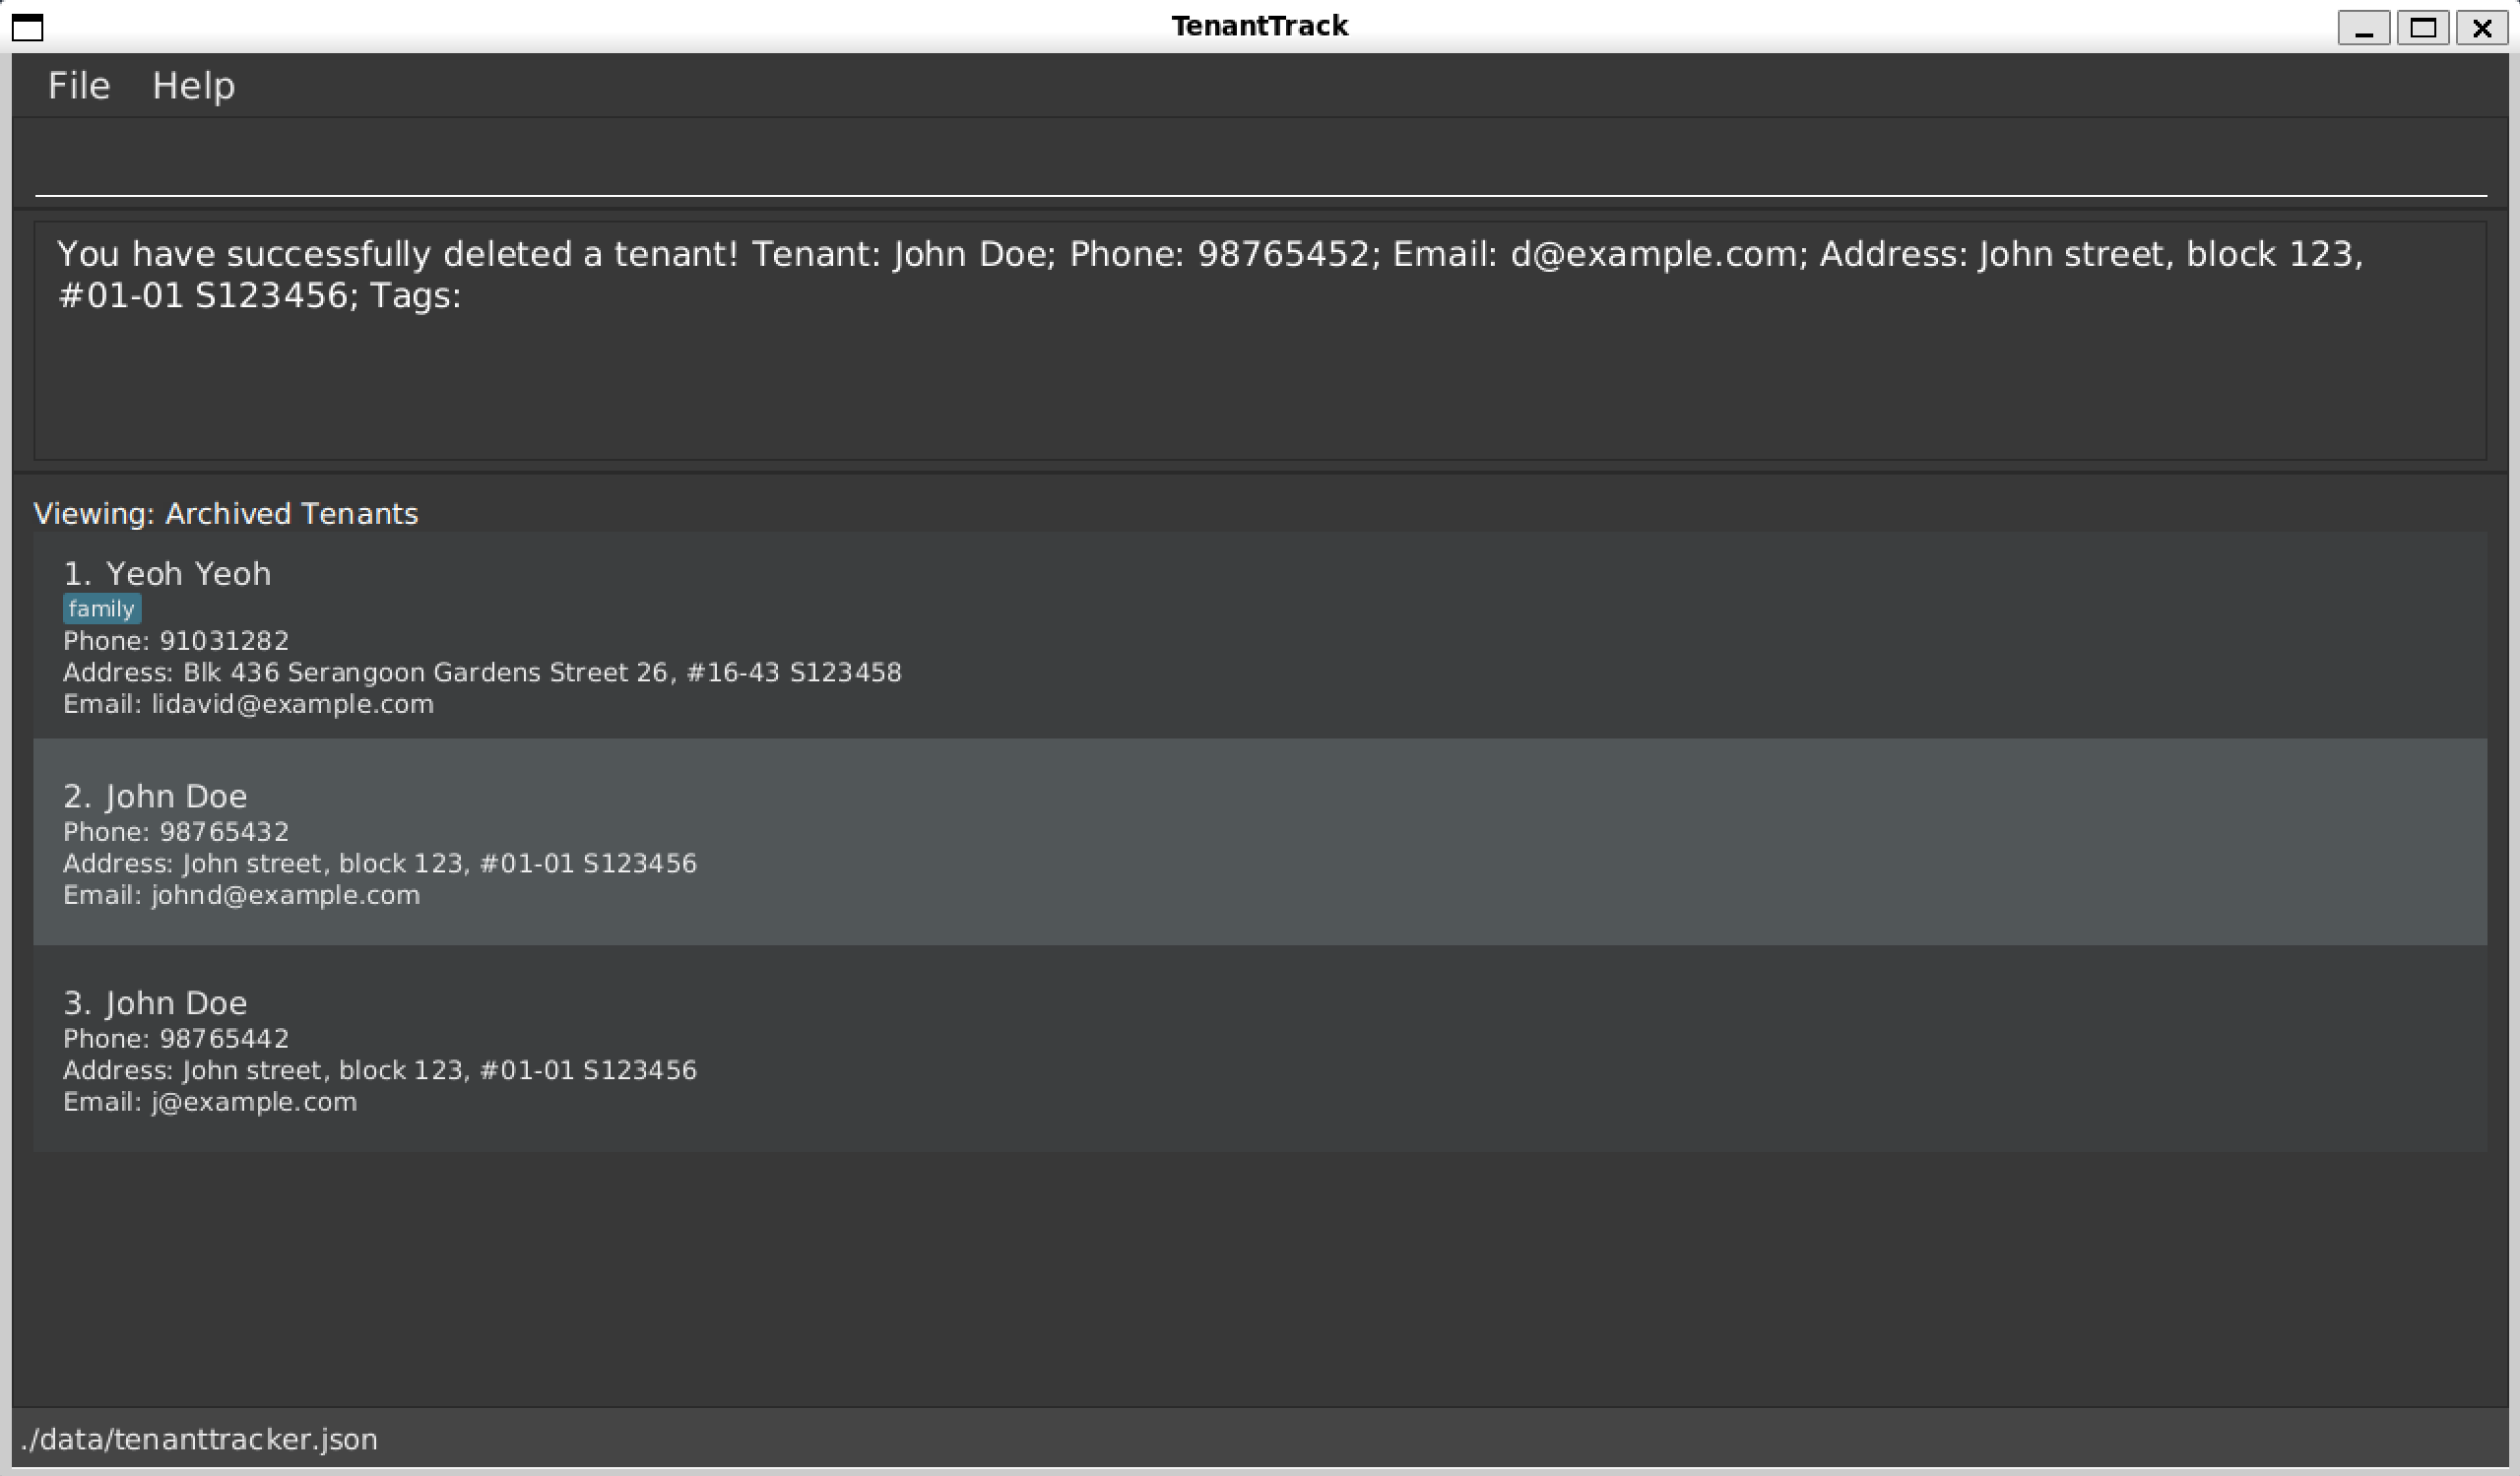 TenantTrack
File Help
You have successfully deleted a tenant! Tenant: John Doe; Phone: 98765452; Email: d@example.com; Address: John street, block 123,
#01-01 S123456; Tags:
Viewing: Archived Tenants
1. Yeoh Yeoh
family
Phone: 91031282
Address: Blk 436 Serangoon Gardens Street 26, #16-43 S123458
Email: lidavid@example.com
2. John Doe
Phone: 98765432
Address: John street, block 123, #01-01 S123456
Email: johnd@example.com
3. John Doe
Phone: 98765442
Address: John street, block 123, #01-01 S123456
Email: j@example.com
./data/tenanttracker.json